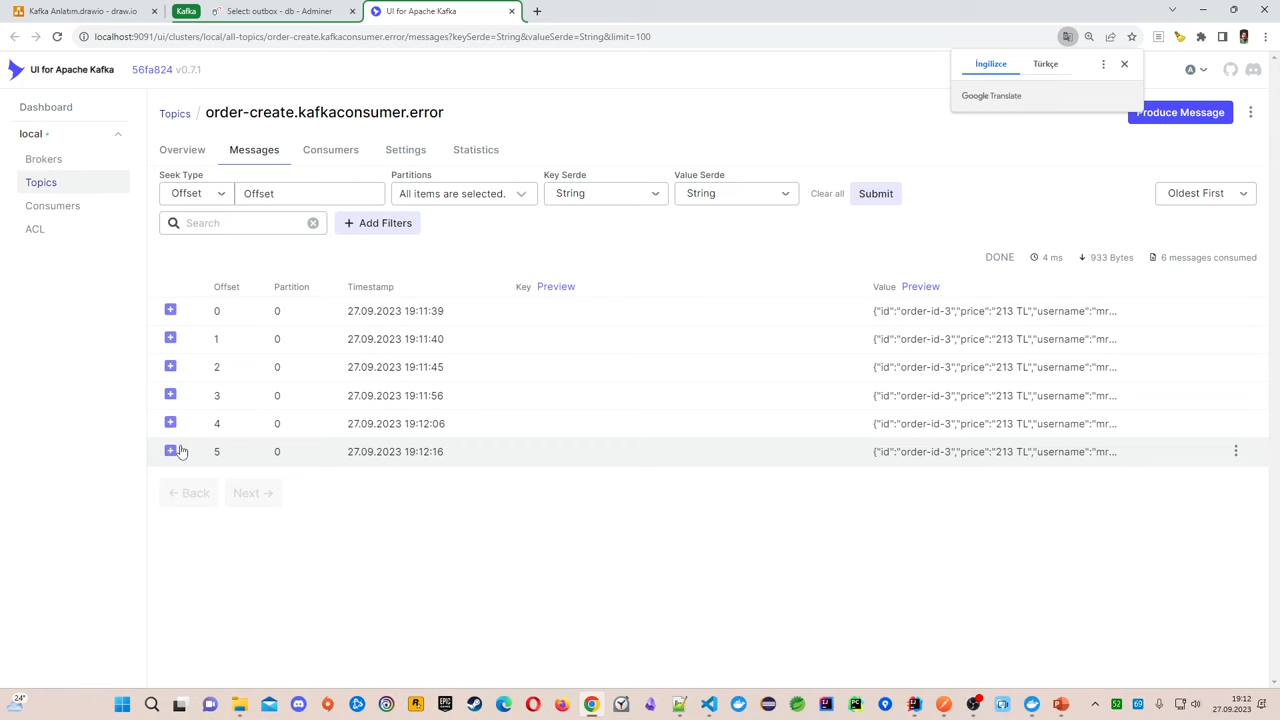 Kafka Anlatım.drawio - draw.io
Kafka
Select: outbox - db - Adminer
UI for Apache Kafka
localhost:9091/ui/clusters/local/all-topics/order-create.kafkaconsumer.error/messages?keySerde=String&valueSerde=String&limit=100
İngilizce Türkçe
Google Translate
UI for Apache Kafka 56fa824 v0.7.1
A
Dashboard
local
Brokers
Topics
Consumers
ACL
Topics / order-create.kafkaconsumer.error
Produce Message
Overview Messages Consumers Settings Statistics
Seek Type Partitions Key Serde Value Serde
Offset Offset All items are selected. String String Clear all Submit Oldest First
Search Add Filters
DONE 4 ms 933 Bytes 6 messages consumed
Offset Partition Timestamp Key Preview Value Preview
0 0 27.09.2023 19:11:39 {"id":"order-id-3","price":"213 TL","username":"mr...
1 0 27.09.2023 19:11:40 {"id":"order-id-3","price":"213 TL","username":"mr...
2 0 27.09.2023 19:11:45 {"id":"order-id-3","price":"213 TL","username":"mr...
3 0 27.09.2023 19:11:56 {"id":"order-id-3","price":"213 TL","username":"mr...
4 0 27.09.2023 19:12:06 {"id":"order-id-3","price":"213 TL","username":"mr...
5 0 27.09.2023 19:12:16 {"id":"order-id-3","price":"213 TL","username":"mr...
← Back Next →
24°
52 69
19:12
27.09.2023